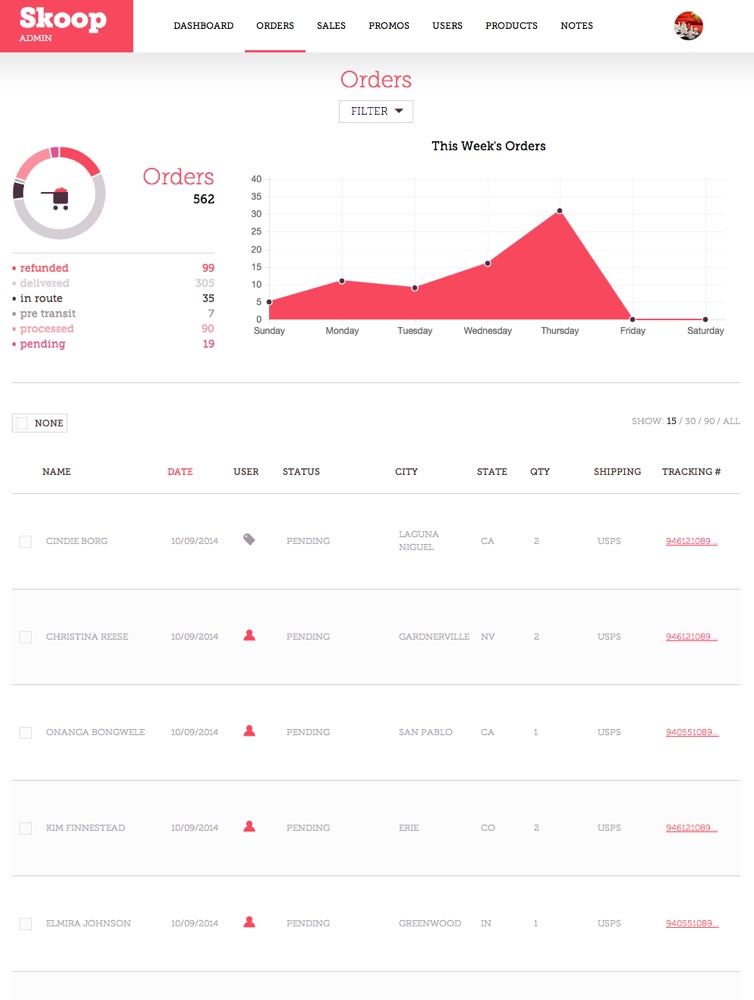 Skoop
ADMIN
DASHBOARD ORDERS SALES PROMOS USERS PRODUCTS NOTES
Orders
FILTER
Orders
562
• refunded 99
• delivered 305
• in route 35
• pre transit 7
• processed 90
• pending 19
This Week's Orders
40
35
30
25
20
15
10
5
0
Sunday Monday Tuesday Wednesday Thursday Friday Saturday
NONE
SHOW: 15 / 30 / 90 / ALL
NAME DATE USER STATUS CITY STATE QTY SHIPPING TRACKING #
CINDIE BORG 10/09/2014 PENDING LAGUNA NIGUEL CA 2 USPS 946121089...
CHRISTINA REESE 10/09/2014 PENDING GARDNERVILLE NV 2 USPS 946121089...
ONANGA BONGWELE 10/09/2014 PENDING SAN PABLO CA 1 USPS 940551089...
KIM FINNESTEAD 10/09/2014 PENDING ERIE CO 2 USPS 946121089...
ELMIRA JOHNSON 10/09/2014 PENDING GREENWOOD IN 1 USPS 940551089...